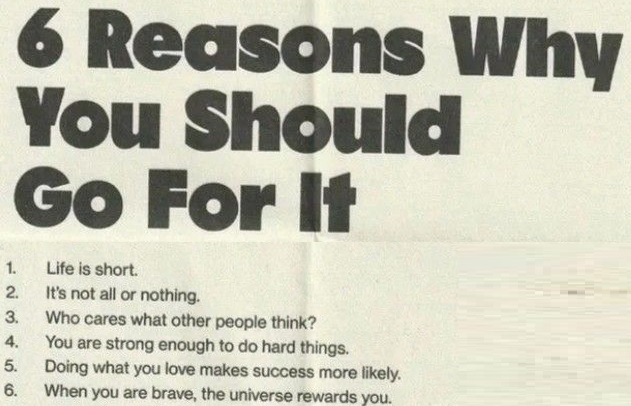 6 Reasons Why
You Should
Go For It
1. Life is short.
2. It's not all or nothing.
3. Who cares what other people think?
4. You are strong enough to do hard things.
5. Doing what you love makes success more likely.
6. When you are brave, the universe rewards you.